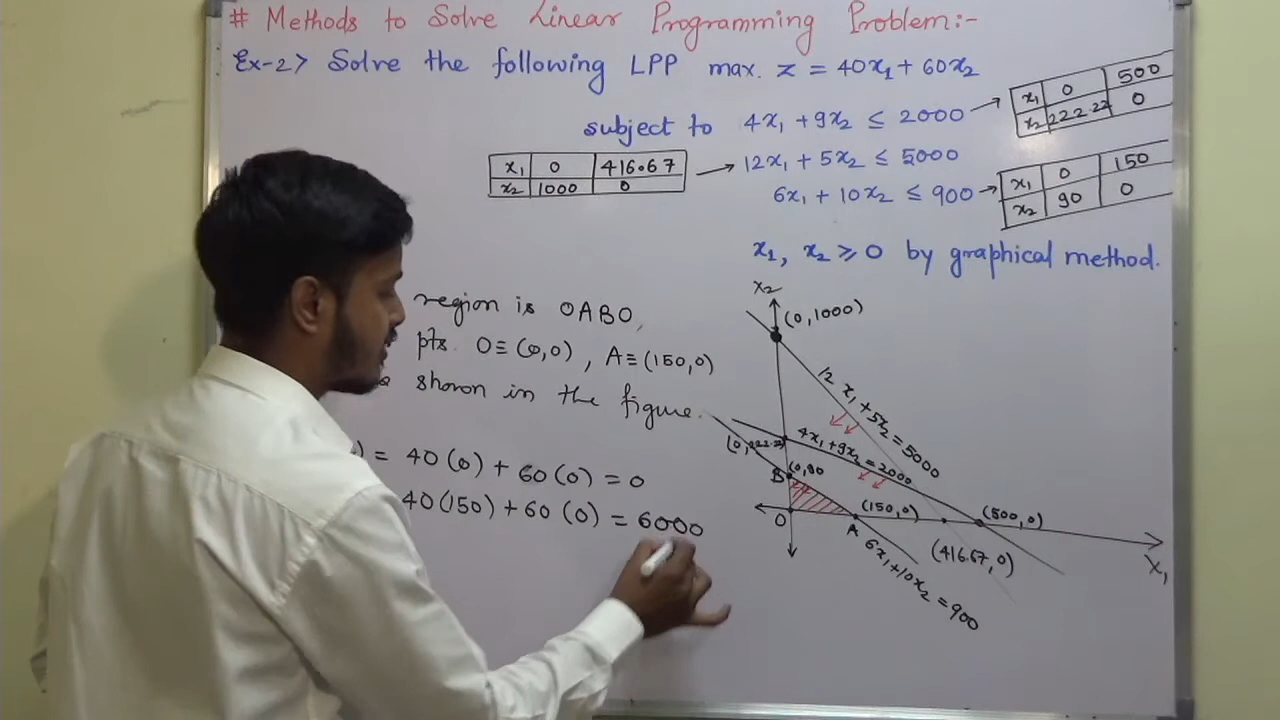 # Methods to Solve Linear Programming Problem:-
Ex-2> Solve the following LPP max. z = 40x₁ + 60x₂
subject to 4x₁ + 9x₂ ≤ 2000
x₁ 0 500
x₂ 222.22 0
12x₁ + 5x₂ ≤ 5000
x₁ 0 416.67
x₂ 1000 0
6x₁ + 10x₂ ≤ 900
x₁ 0 150
x₂ 90 0
x₁, x₂ ≥ 0 by graphical method.
region is OABO,
pts. O≡(0,0), A≡(150,0)
shown in the figure.
) = 40(0) + 60(0) = 0
40(150) + 60(0) = 6000
x₂
(0,1000)
12x₁+5x₂=5000
4x₁+9x₂=2000
(0,222.22)
B (0,90
O
A
(150,0)
(500,0)
(416.67,0)
6x₁+10x₂=900
x₁